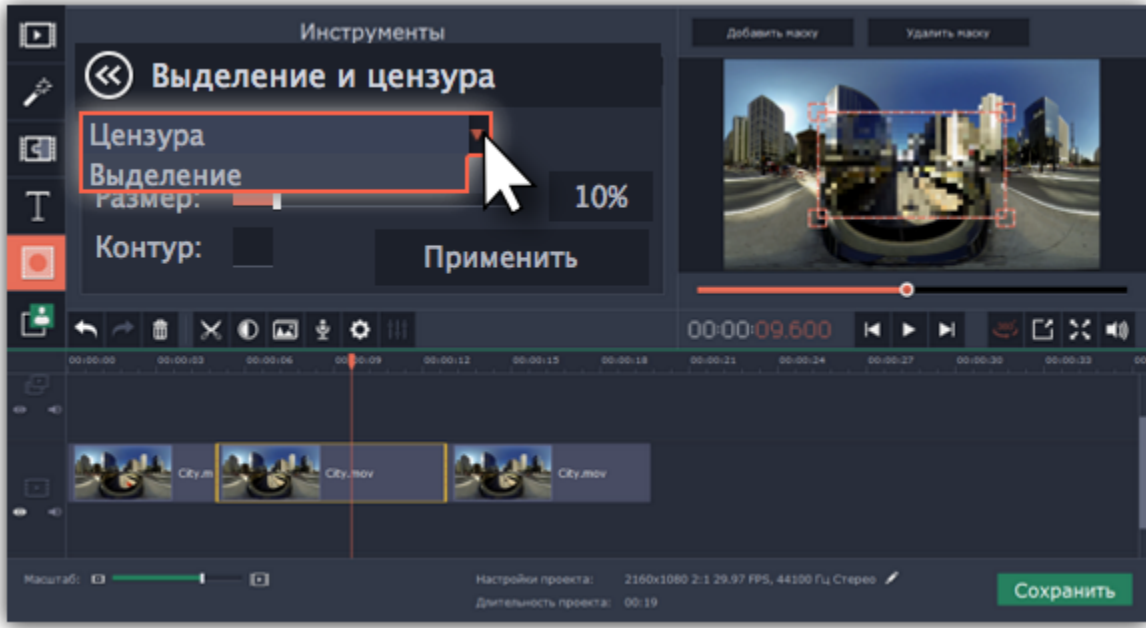 Инструменты
Выделение и цензура
Цензура
Выделение
Размер:
10%
Контур:
Применить
Добавить маску
Удалить маску
00:00:09.600
360°
00:00:00 00:00:03 00:00:06 00:00:09 00:00:12 00:00:15 00:00:18 00:00:21 00:00:24 00:00:27 00:00:30 00:00:33 00
City.m
City.mov
City.mov
Масштаб:
Настройки проекта: 2160x1080 2:1 29.97 FPS, 44100 Гц Стерео
Длительность проекта: 00:19
Сохранить